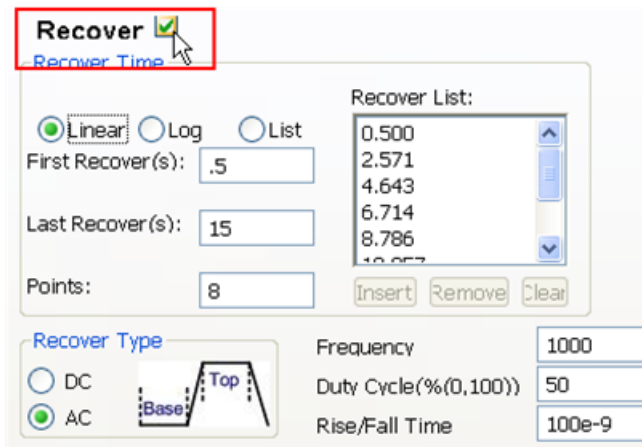 Recover
Recover Time
Linear Log List
First Recover(s): .5
Last Recover(s): 15
Points: 8
Recover List:
0.500
2.571
4.643
6.714
8.786
Insert Remove Clear
Recover Type
DC
AC
Base Top
Frequency 1000
Duty Cycle(%(0,100)) 50
Rise/Fall Time 100e-9